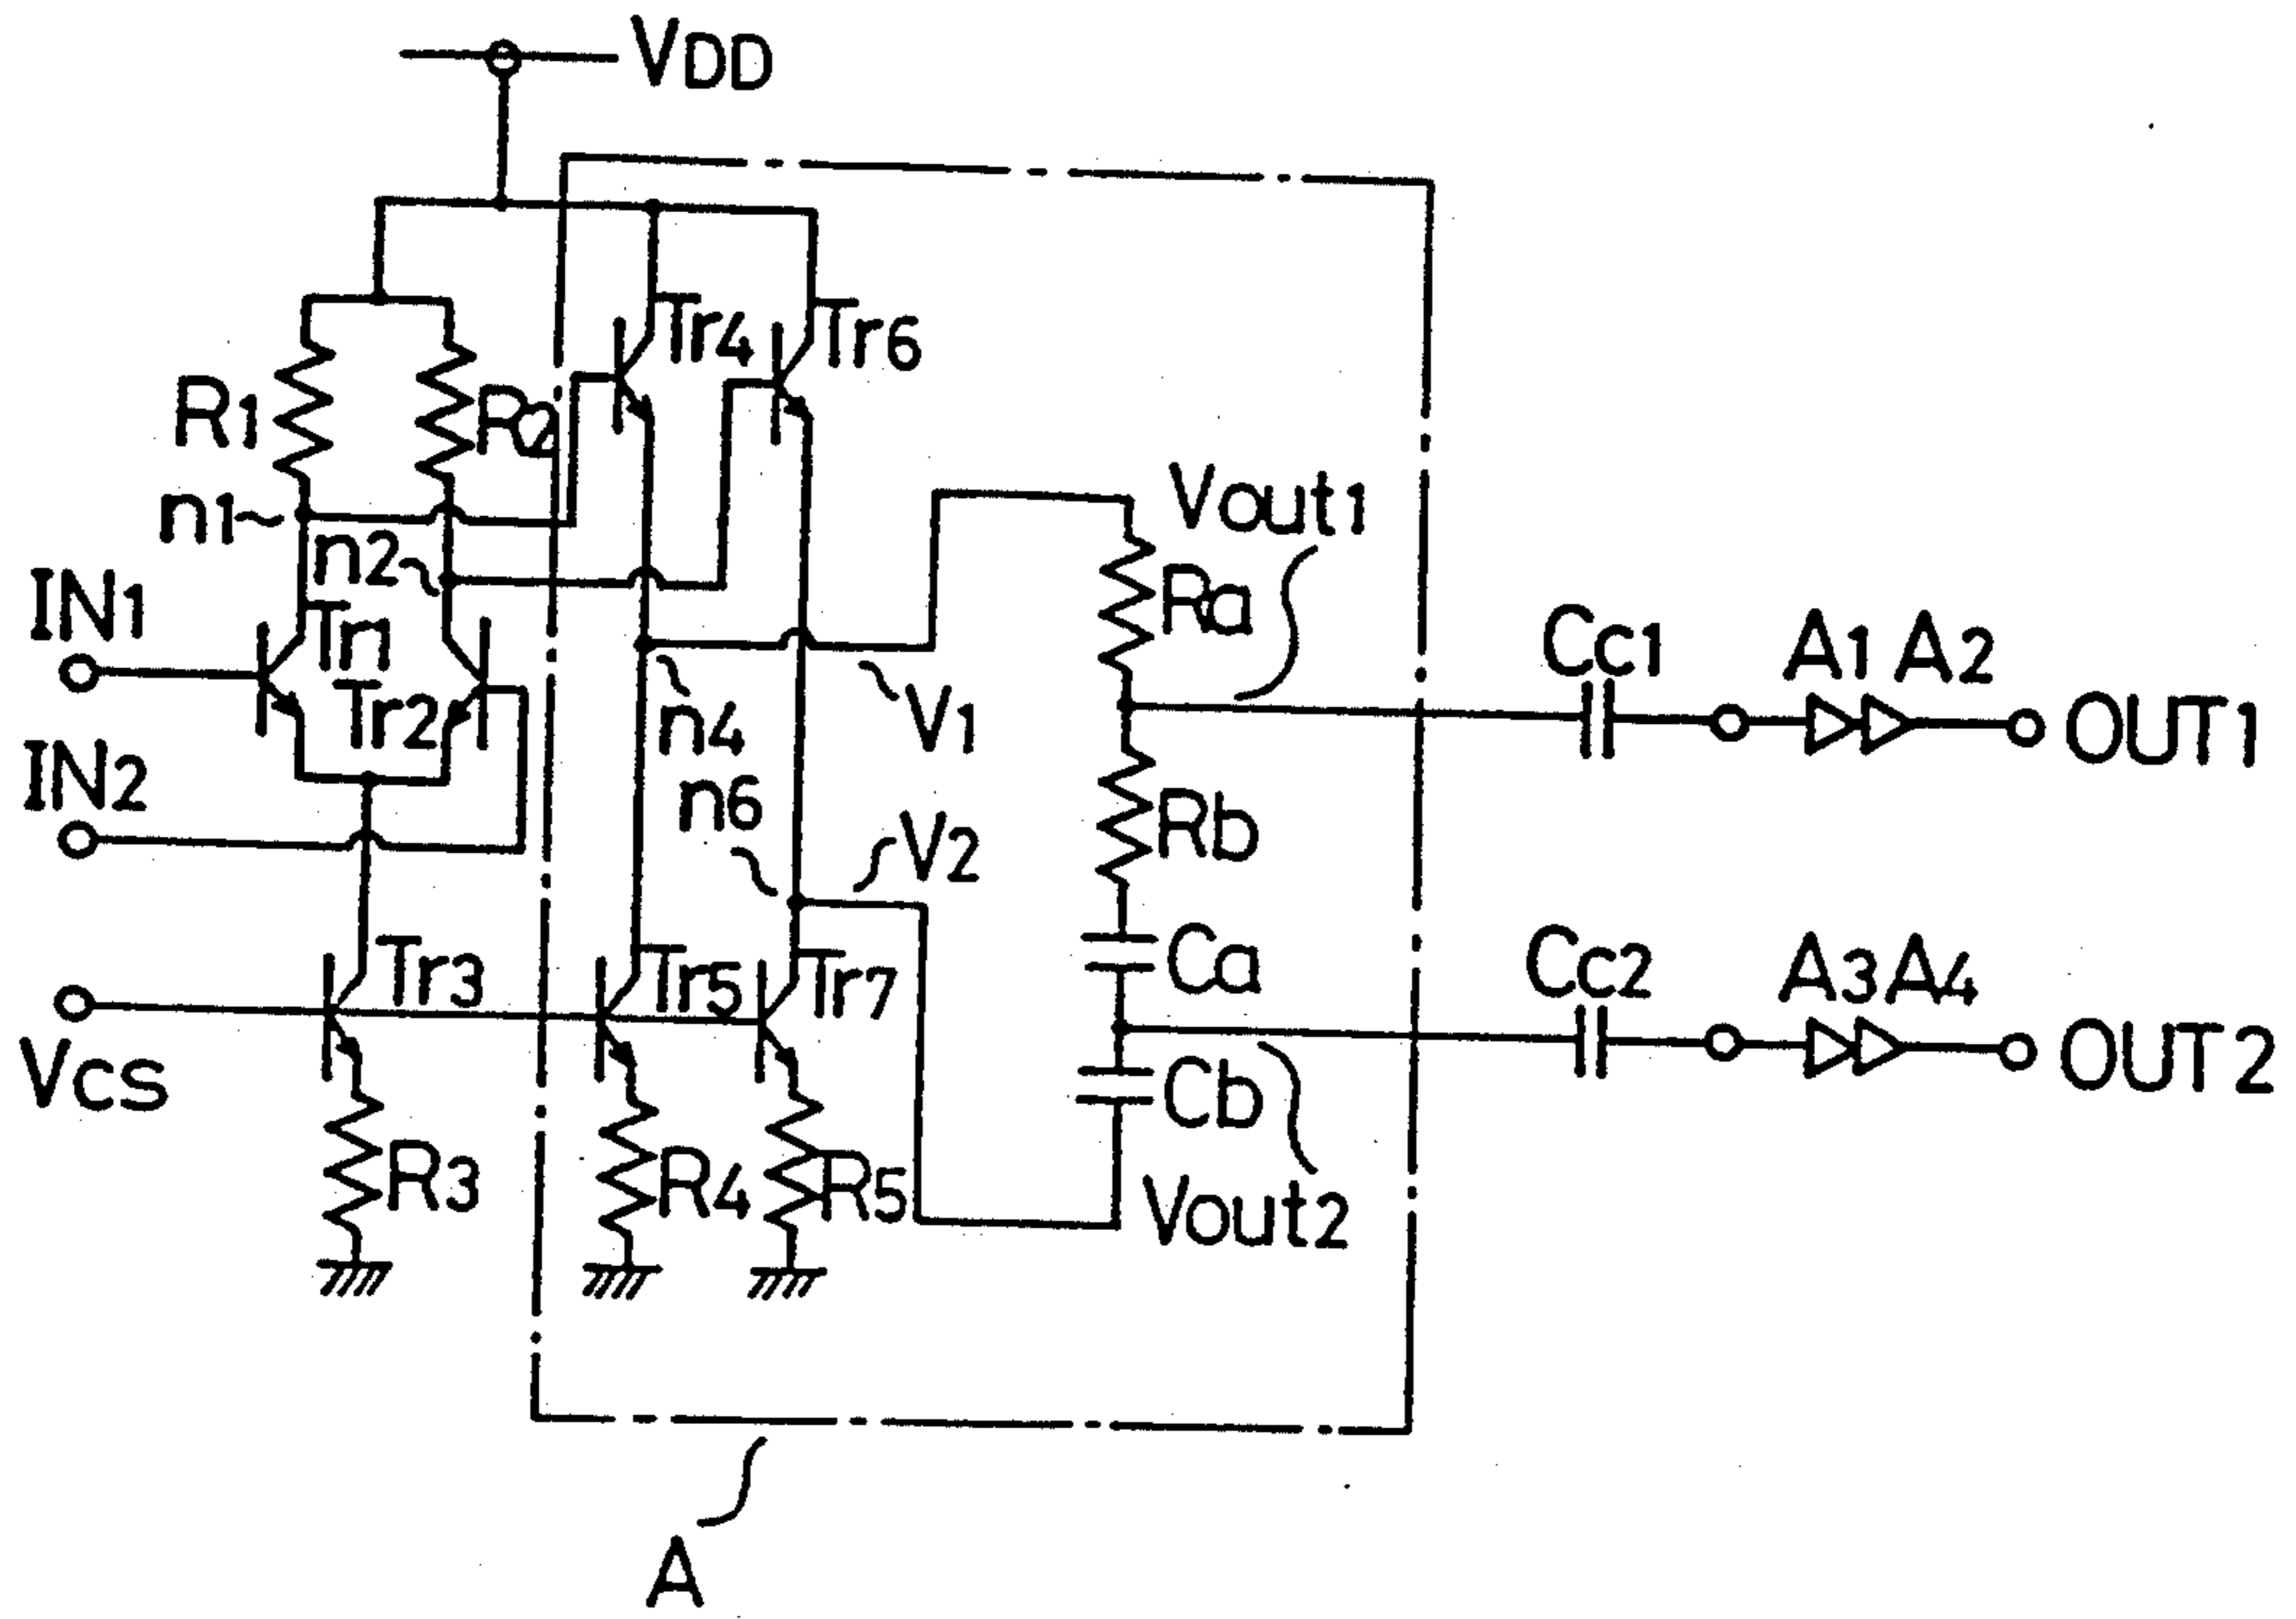 VDD
Tr4
Tr6
R1
R2
Vout1
n1
n2
Ra
IN1
Tr1
Cc1
A1
A2
Tr2
n4
V1
OUT1
IN2
n6
V2
Rb
Tr3
Tr5
Tr7
Ca
Cc2
A3
A4
Vcs
Cb
OUT2
R3
R4
R5
Vout2
A